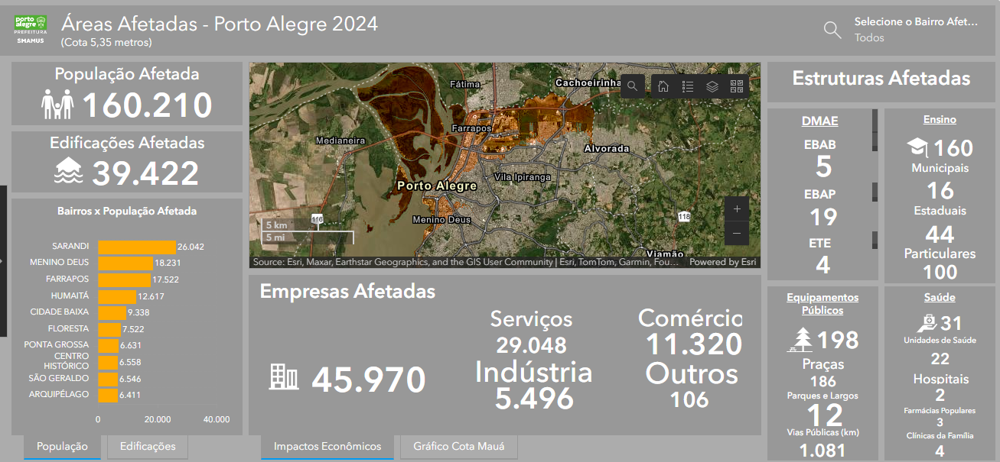 porto
alegre
PREFEITURA
SMAMUS
Áreas Afetadas - Porto Alegre 2024
(Cota 5,35 metros)
Selecione o Bairro Afet...
Todos
População Afetada
160.210
Edificações Afetadas
39.422
Bairros x População Afetada
SARANDI 26.042
MENINO DEUS 18.231
FARRAPOS 17.522
HUMAITÁ 12.617
CIDADE BAIXA 9.338
FLORESTA 7.522
PONTA GROSSA 6.631
CENTRO
HISTÓRICO 6.558
SÃO GERALDO 6.546
ARQUIPÉLAGO 6.411
0 20.000 40.000
População
Edificações
Fátima
Cachoeirinha
Farrapos
Medianeira
Alvorada
Vila Ipiranga
Porto Alegre
Menino Deus
116
118
5 km
5 mi
+
−
Viamão
Source: Esri, Maxar, Earthstar Geographics, and the GIS User Community | Esri, TomTom, Garmin, Fou... Powered by Esri
Empresas Afetadas
45.970
Serviços
29.048
Indústria
5.496
Comércio
11.320
Outros
106
Impactos Econômicos
Gráfico Cota Mauá
Estruturas Afetadas
DMAE
EBAB
5
EBAP
19
ETE
4
Ensino
160
Municipais
16
Estaduais
44
Particulares
100
Equipamentos
Públicos
198
Praças
186
Parques e Largos
12
Vias Públicas (km)
1.081
Saúde
31
Unidades de Saúde
22
Hospitais
2
Farmácias Populares
3
Clínicas da Família
4